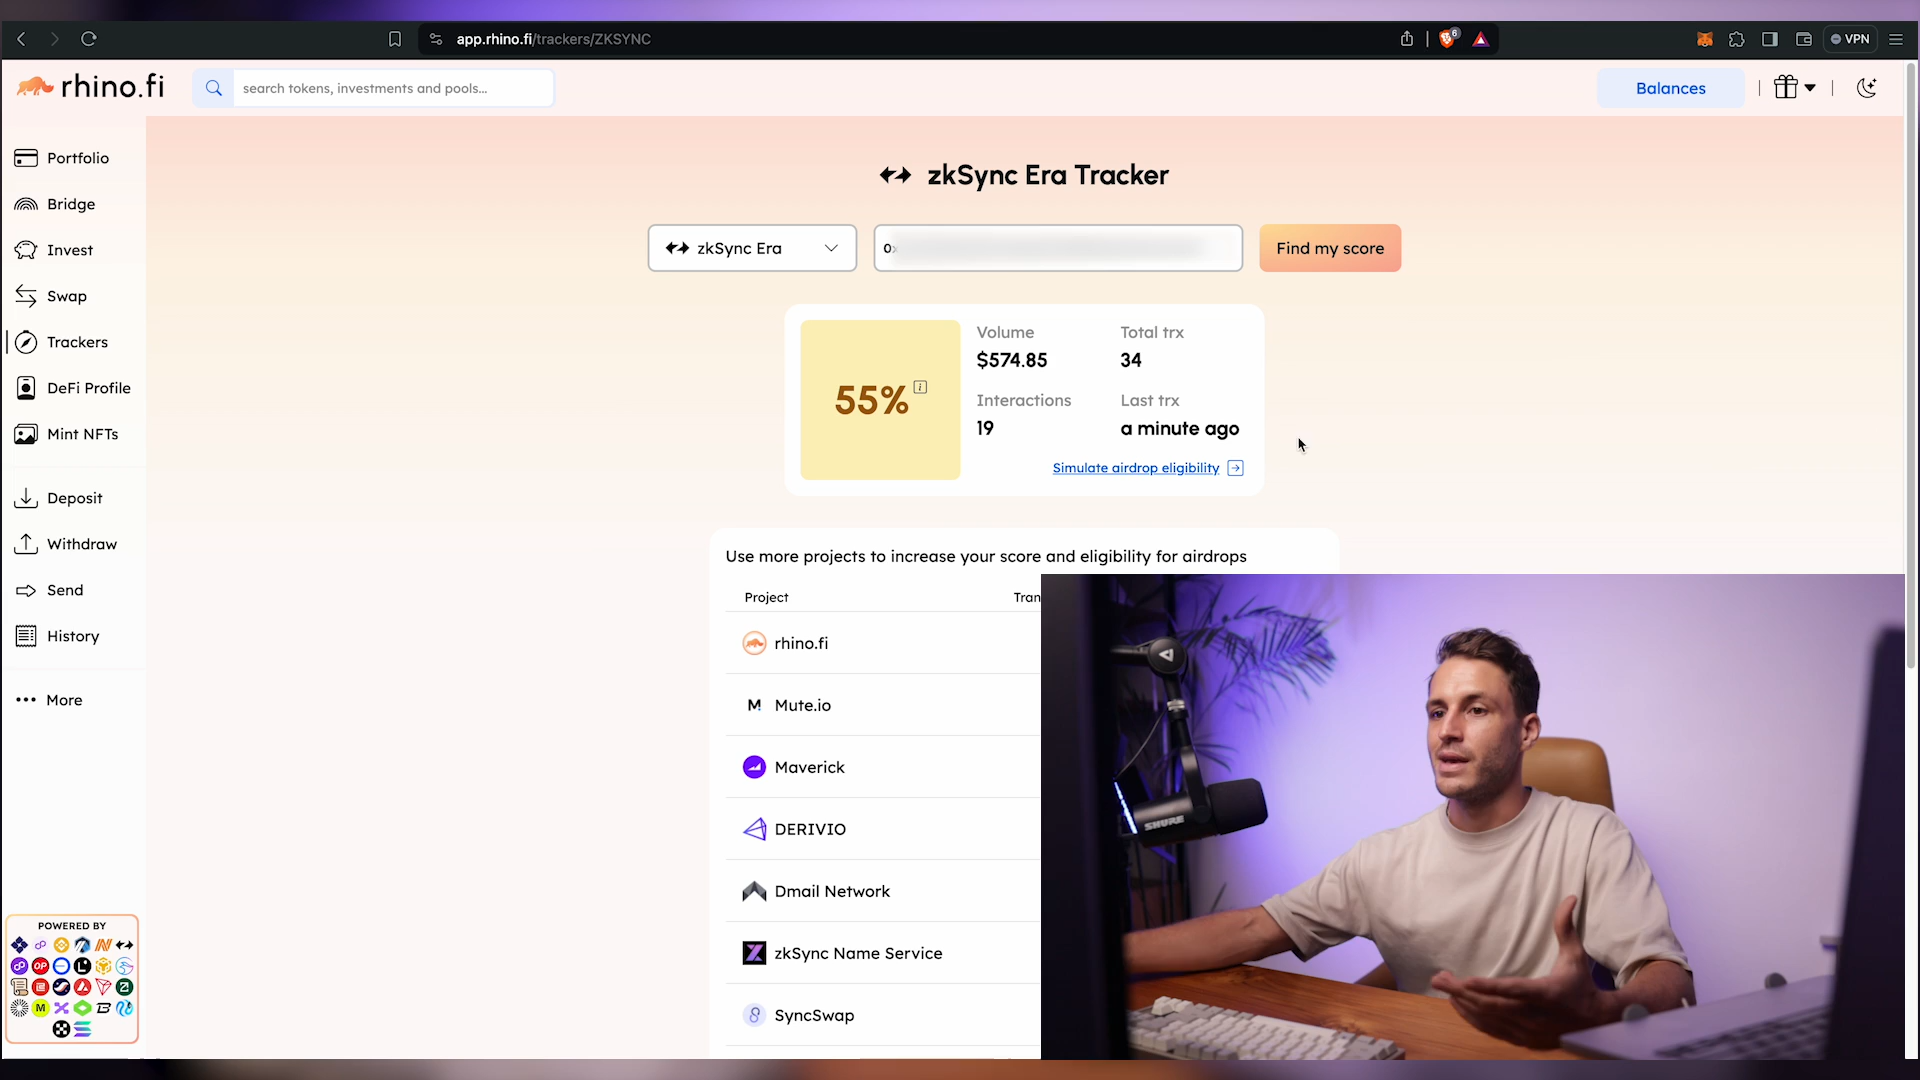 app.rhino.fi/trackers/ZKSYNC
6
VPN
rhino.fi
search tokens, investments and pools...
Balances
Portfolio
Bridge
Invest
Swap
Trackers
DeFi Profile
Mint NFTs
Deposit
Withdraw
Send
History
More
POWERED BY
OP
M
zkSync Era Tracker
zkSync Era
Find my score
55%
i
Volume
Total trx
$574.85
34
Interactions
Last trx
19
a minute ago
Simulate airdrop eligibility
Use more projects to increase your score and eligibility for airdrops
Project
Tran
rhino.fi
M. Mute.io
Maverick
DERIVIO
Dmail Network
zkSync Name Service
SyncSwap
SHURE